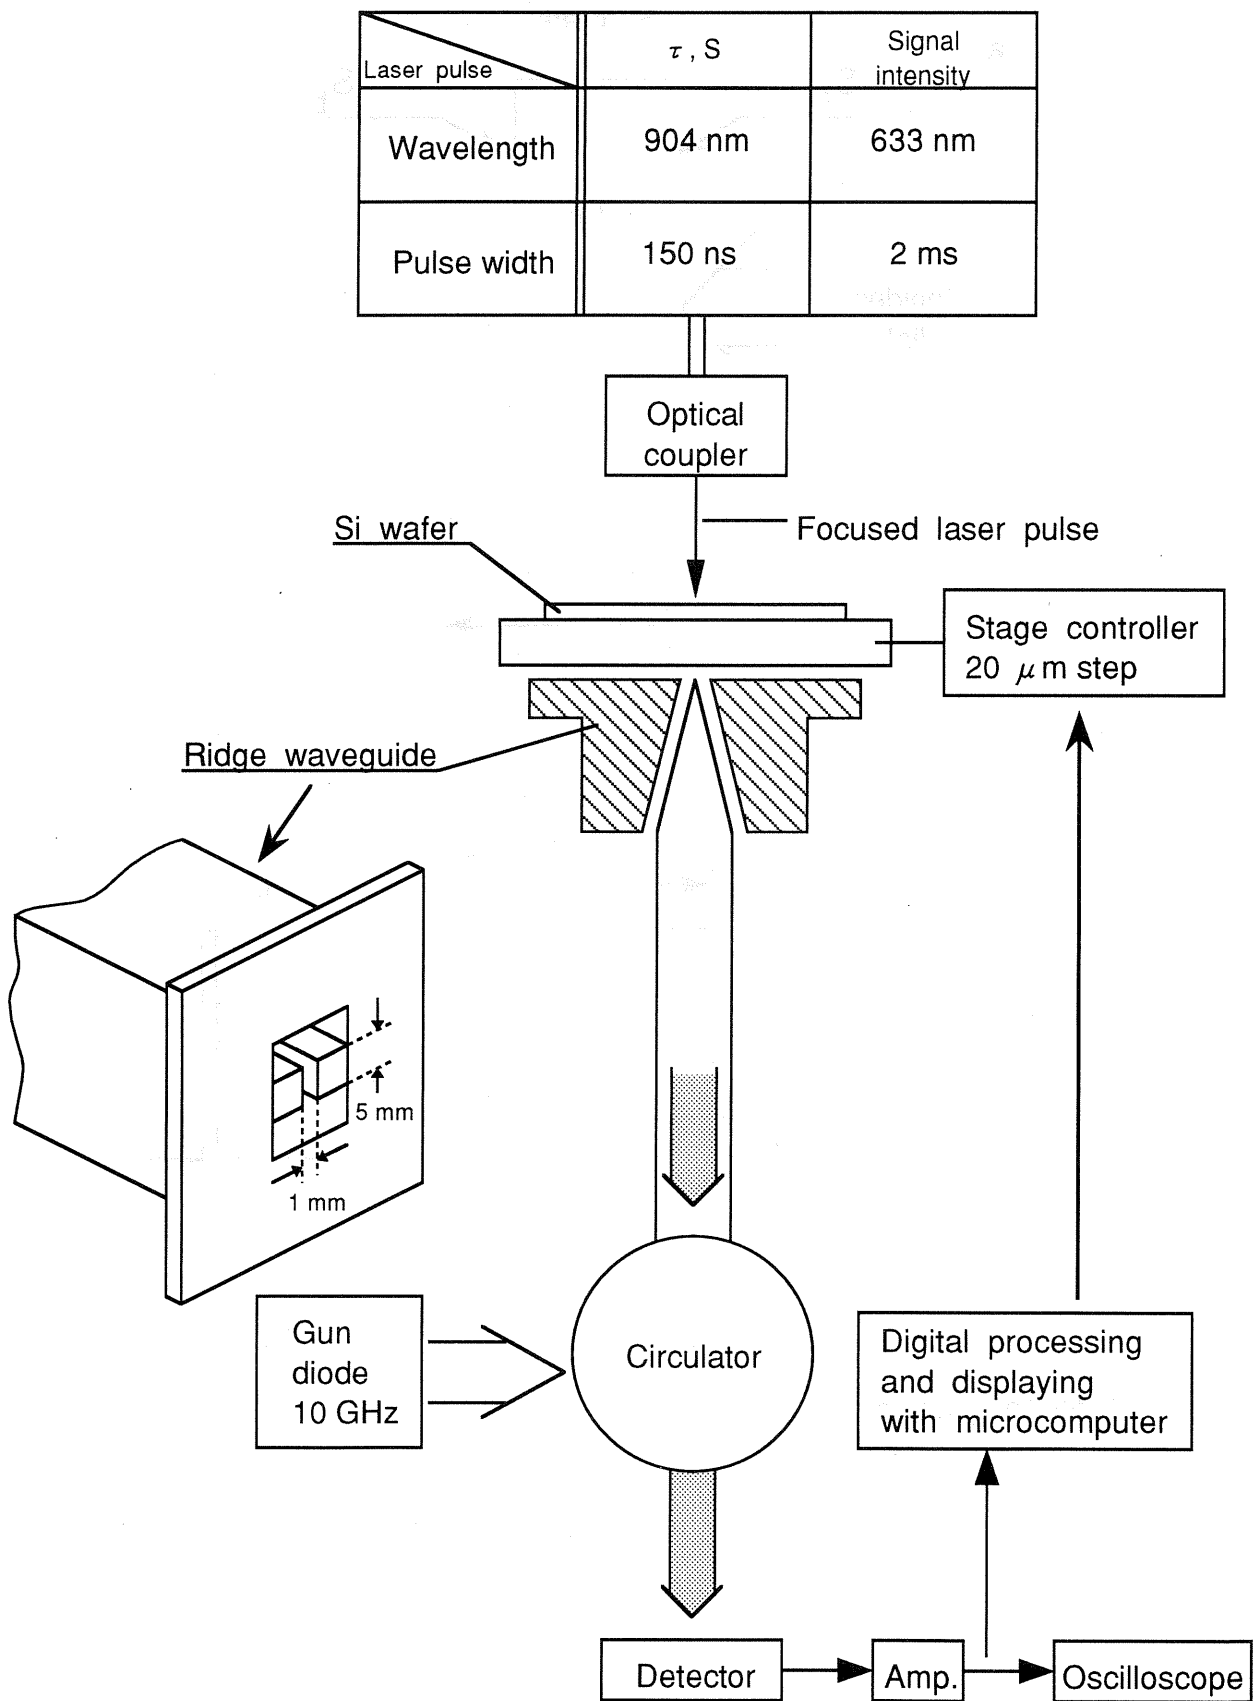 Laser pulse
τ , S
Signal
intensity
Wavelength
904 nm
633 nm
Pulse width
150 ns
2 ms
Optical
coupler
Si wafer
Focused laser pulse
Stage controller
20 μm step
Ridge waveguide
5 mm
1 mm
Gun
diode
10 GHz
Circulator
Digital processing
and displaying
with microcomputer
Detector
Amp.
Oscilloscope